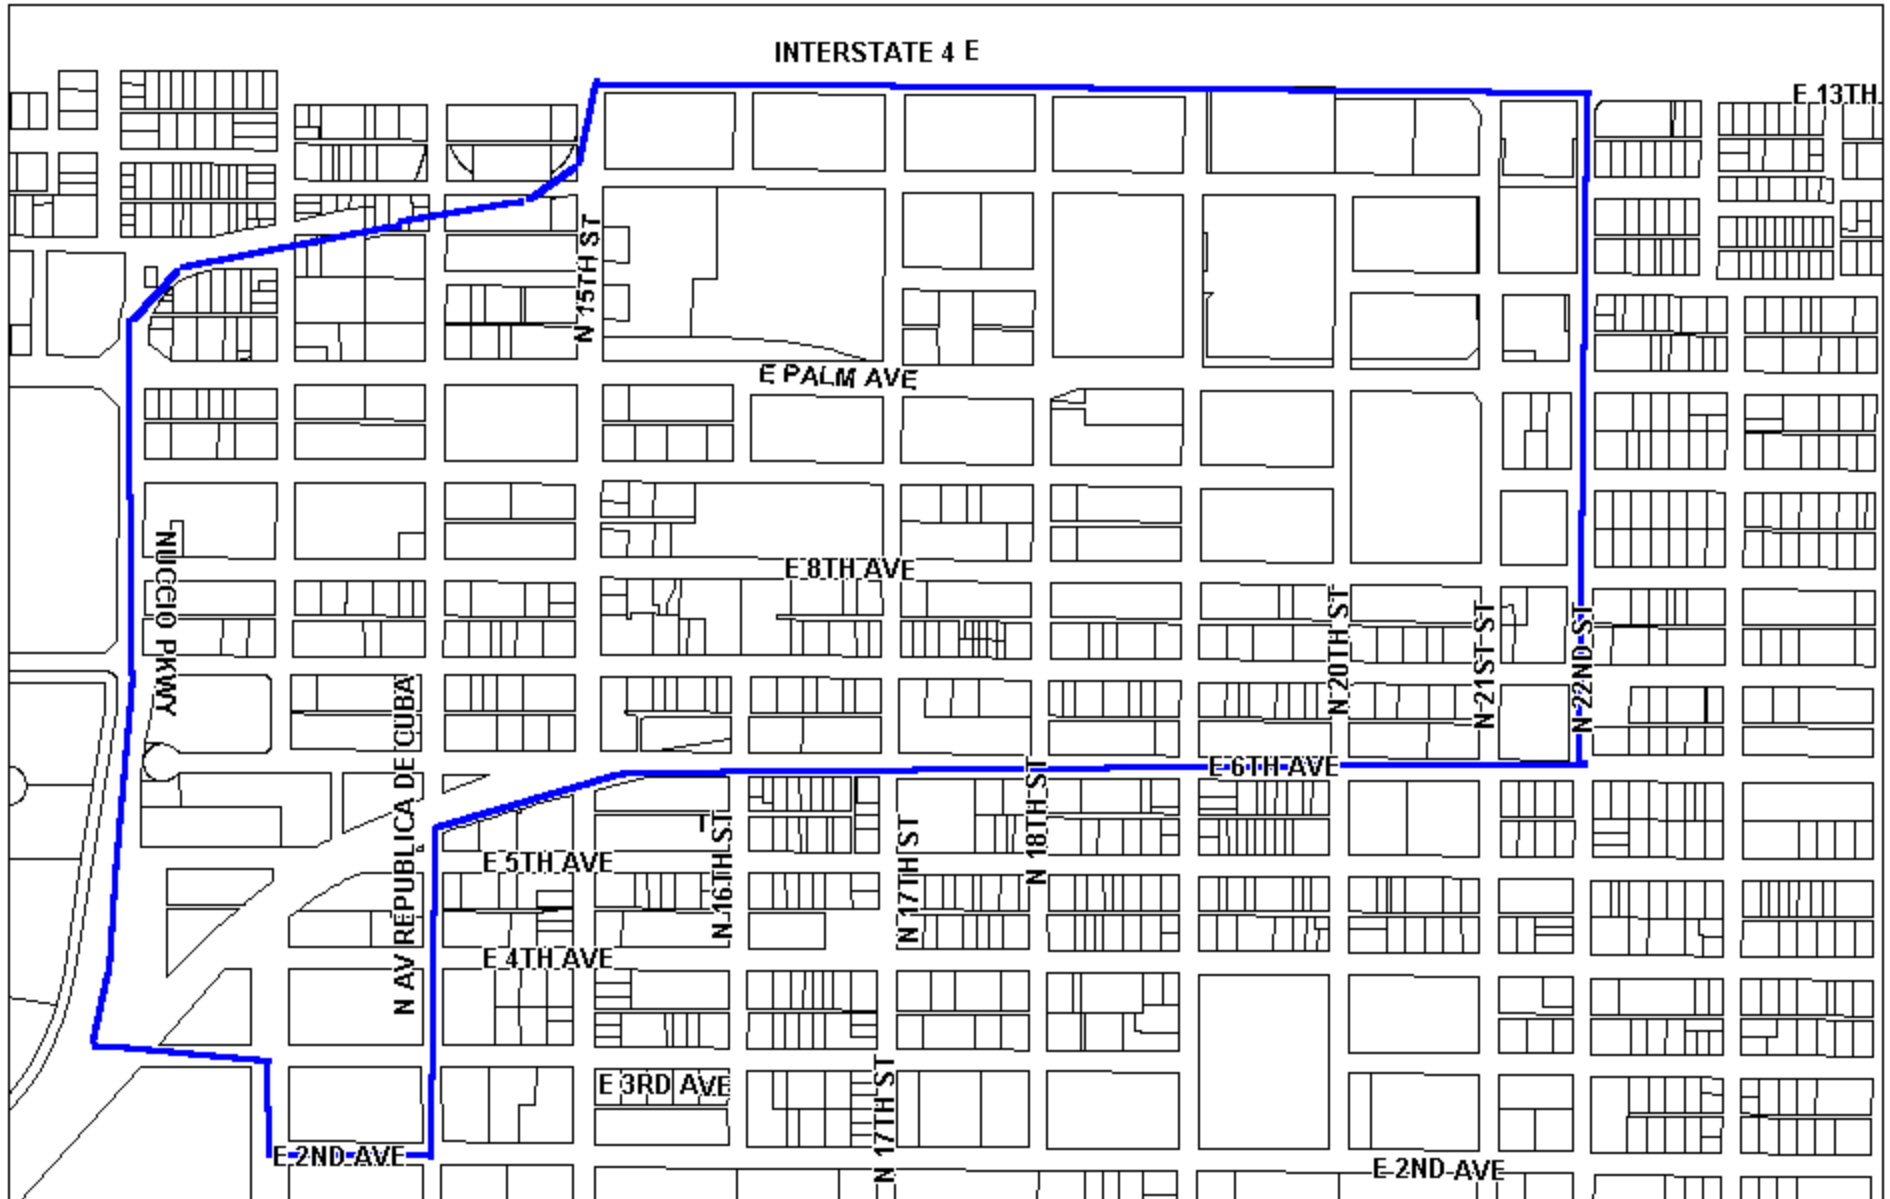 INTERSTATE 4 E
E 13TH
N 15TH ST
E PALM AVE
E 8TH AVE
NUCCIO PKWY
N 20TH ST
N 21ST ST
N 22ND ST
N AV REPUBLICA DE CUBA
E 6TH AVE
N 18TH ST
T
N 16TH ST
N 17TH ST
E 5TH AVE
E 4TH AVE
E 3RD AVE
N 17TH ST
E 2ND AVE
E 2ND AVE